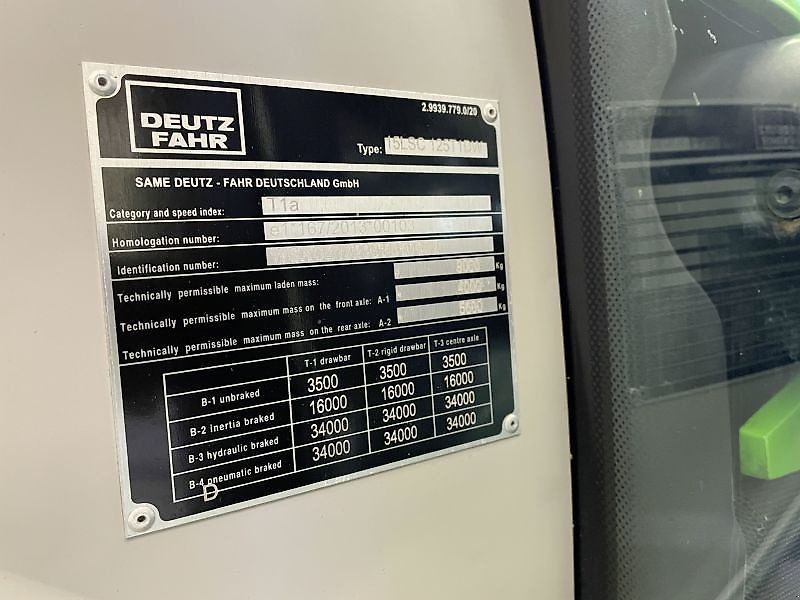 DEUTZ
FAHR
2.9939.779.0/20
Type: 15LSC 125T1DW
SAME DEUTZ - FAHR DEUTSCHLAND GmbH
Category and speed index: T1a
Homologation number: e1*167/2013*00103
Identification number:
Technically permissible maximum laden mass: Kg
Technically permissible maximum mass on the front axle: A-1 Kg
Technically permissible maximum mass on the rear axle: A-2 Kg
T-1 drawbar T-2 rigid drawbar T-3 centre axle
B-1 unbraked 3500 3500 3500
B-2 Inertia braked 16000 16000 16000
B-3 hydraulic braked 34000 34000 34000
B-4 pneumatic braked 34000 34000 34000
D